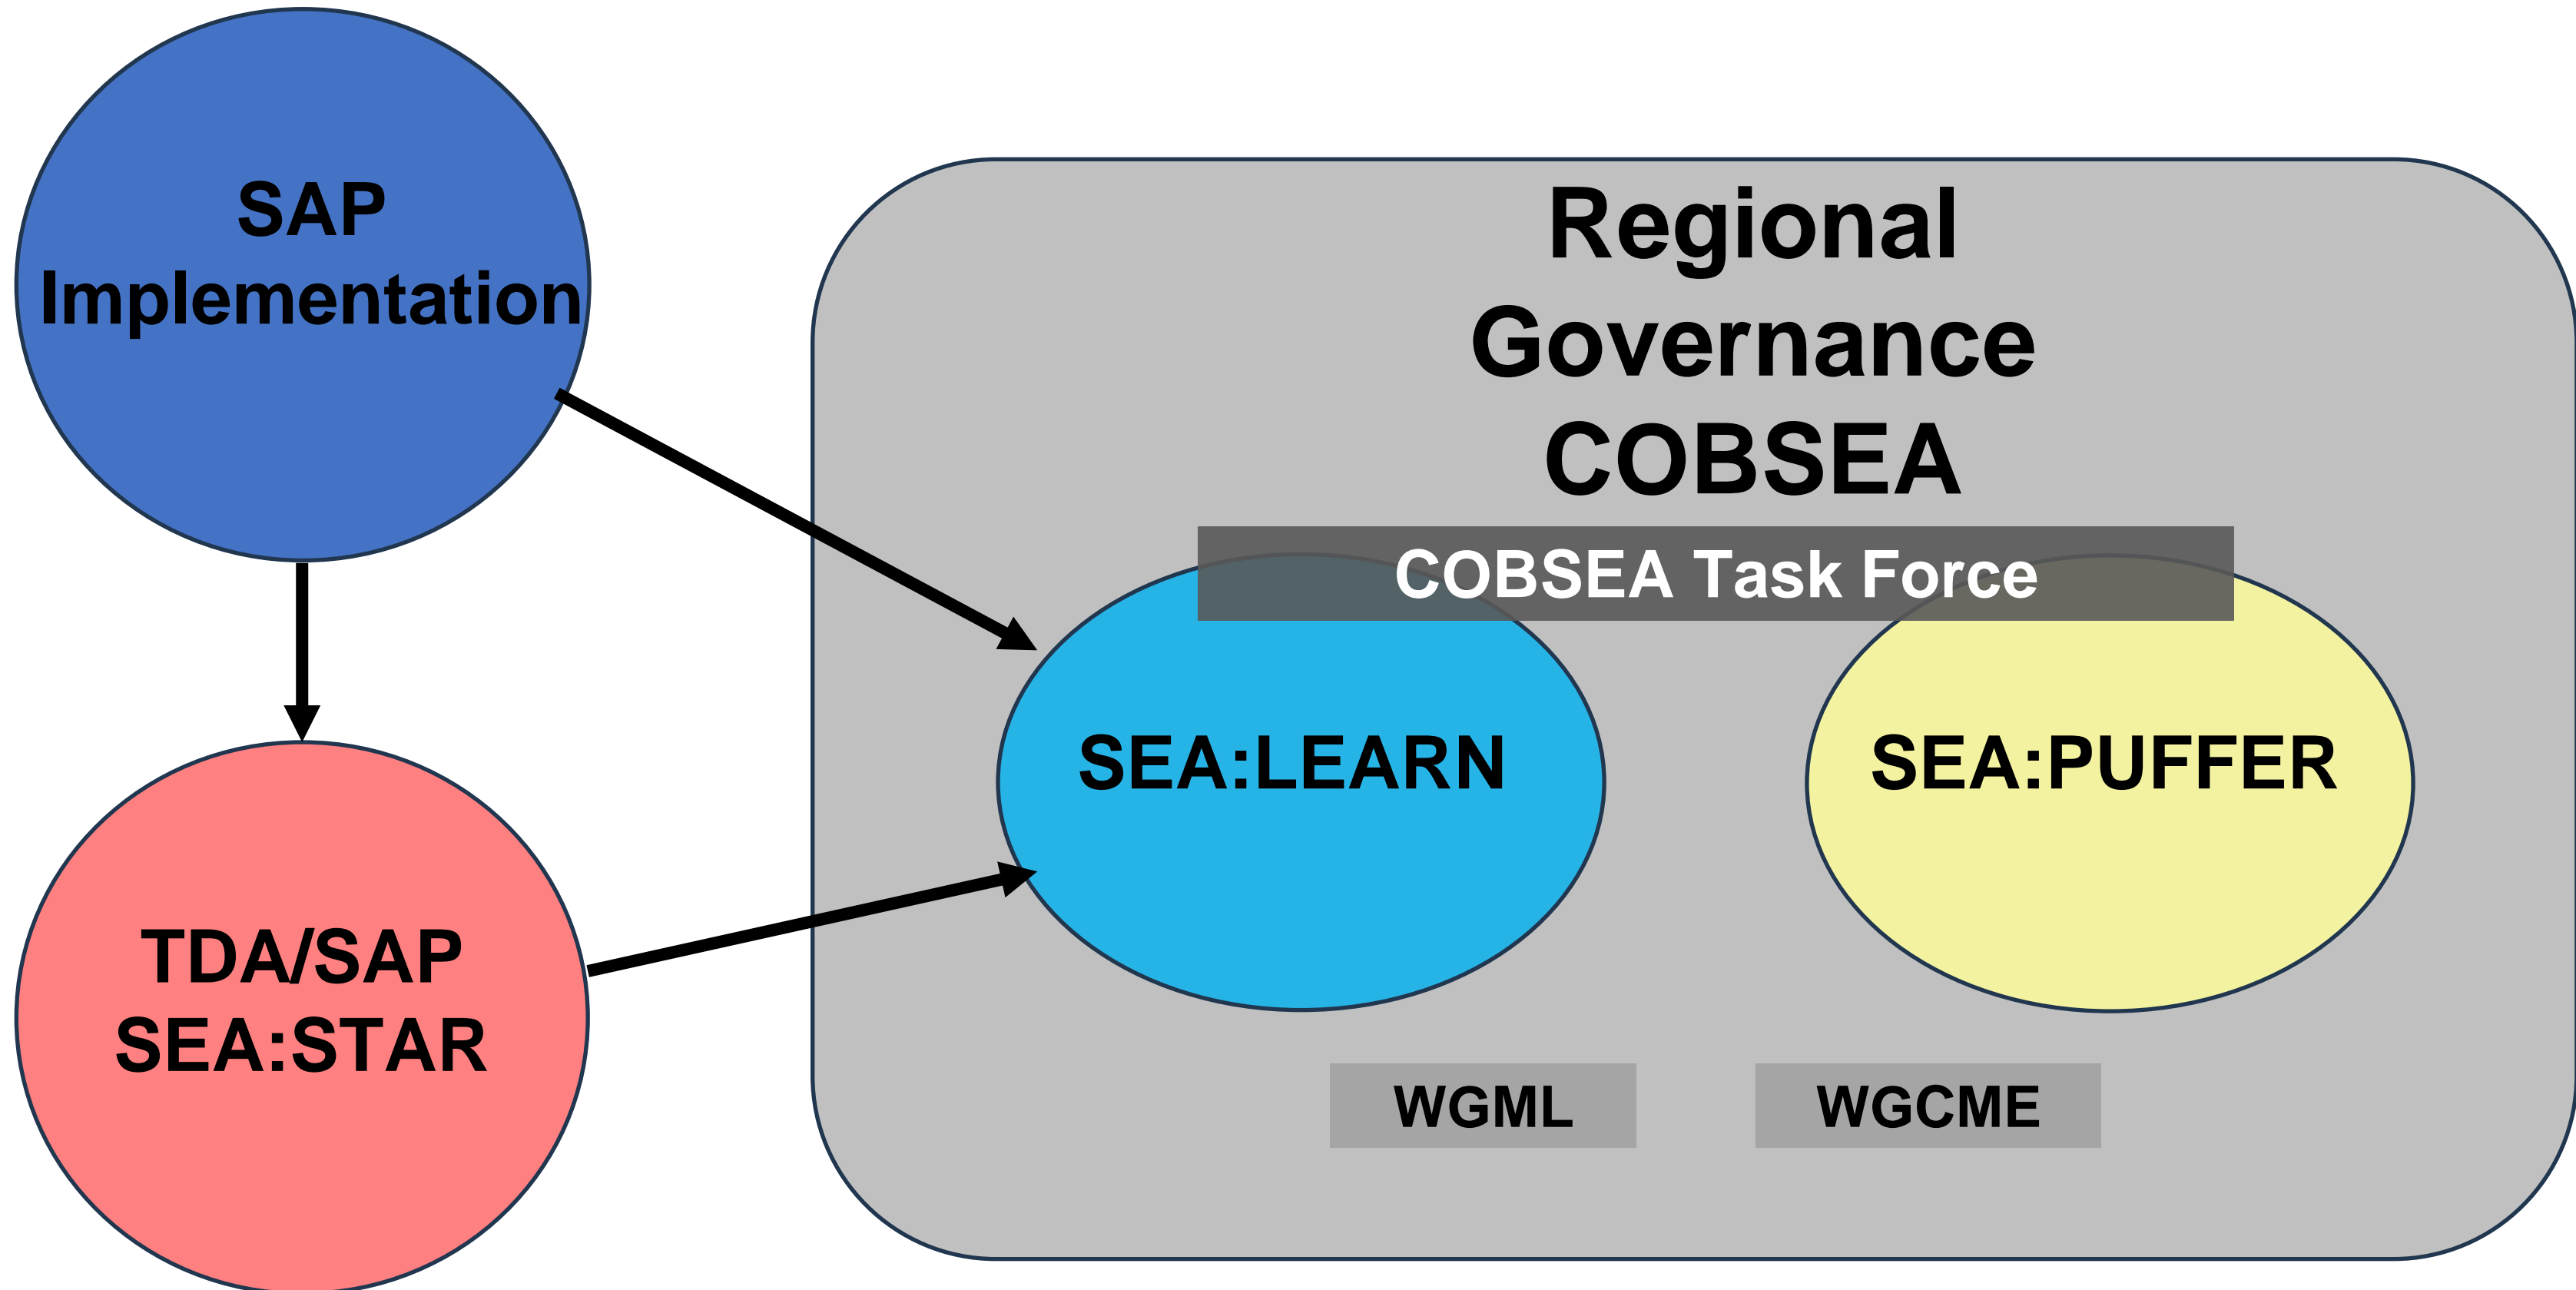 SAP
Implementation
Regional
Governance
COBSEA
COBSEA Task Force
SEA:LEARN
SEA:PUFFER
TDA/SAP
SEA:STAR
WGML
WGCME